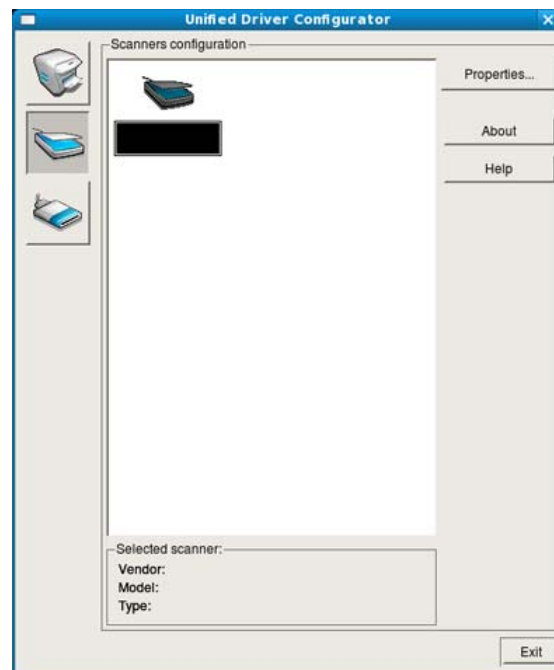 Unified Driver Configurator
Scanners configuration
Properties...
About
Help
Selected scanner:
Vendor:
Model:
Type:
Exit